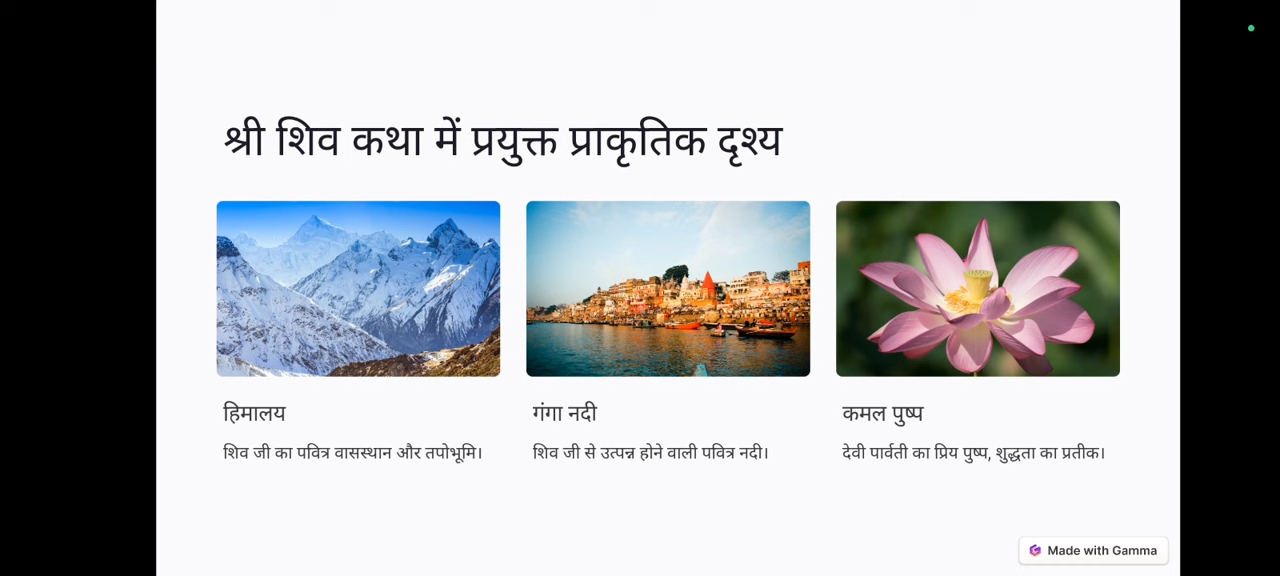 श्री शिव कथा में प्रयुक्त प्राकृतिक दृश्य
हिमालय
शिव जी का पवित्र वासस्थान और तपोभूमि।
गंगा नदी
शिव जी से उत्पन्न होने वाली पवित्र नदी।
कमल पुष्प
देवी पार्वती का प्रिय पुष्प, शुद्धता का प्रतीक।
Made with Gamma